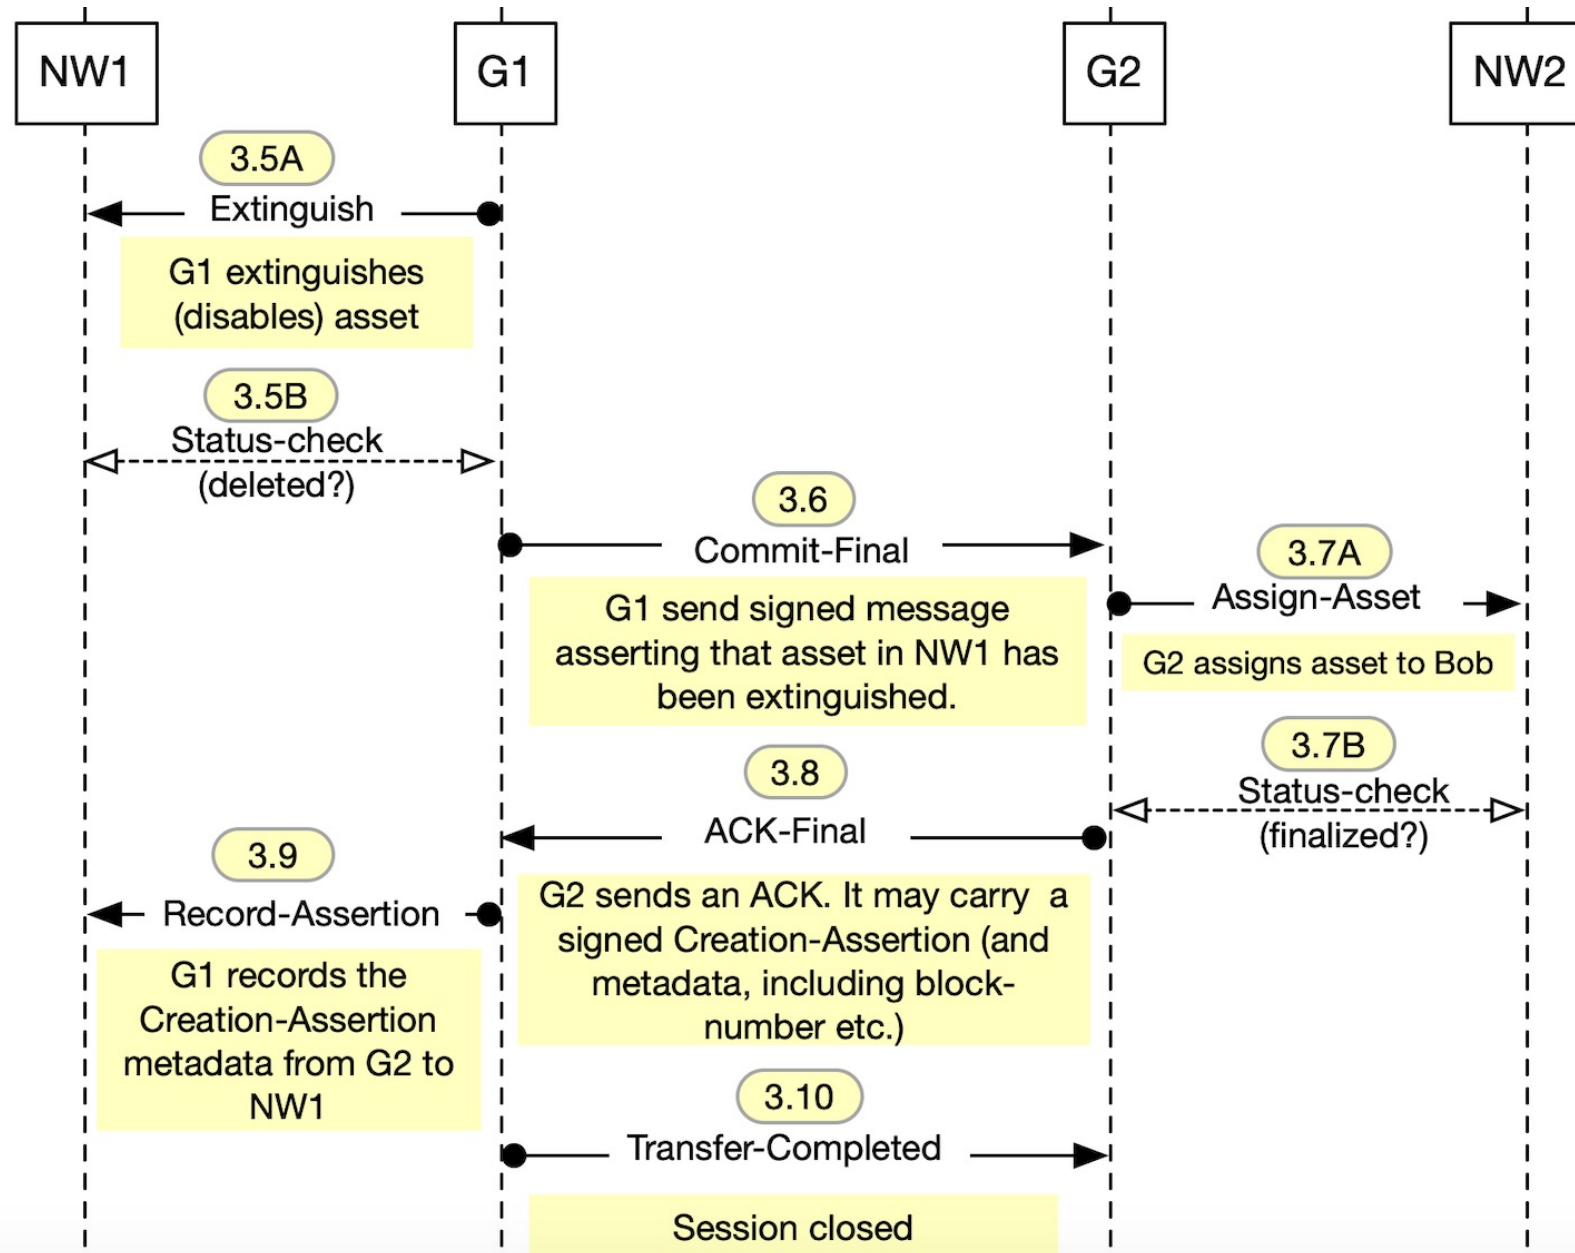 NW1
G1
G2
NW2
3.5A
Extinguish
G1 extinguishes
(disables) asset
3.5B
Status-check
(deleted?)
3.6
Commit-Final
G1 send signed message
asserting that asset in NW1 has
been extinguished.
3.7A
Assign-Asset
G2 assigns asset to Bob
3.7B
Status-check
(finalized?)
3.8
ACK-Final
G2 sends an ACK. It may carry a
signed Creation-Assertion (and
metadata, including block-
number etc.)
3.9
Record-Assertion
G1 records the
Creation-Assertion
metadata from G2 to
NW1
3.10
Transfer-Completed
Session closed